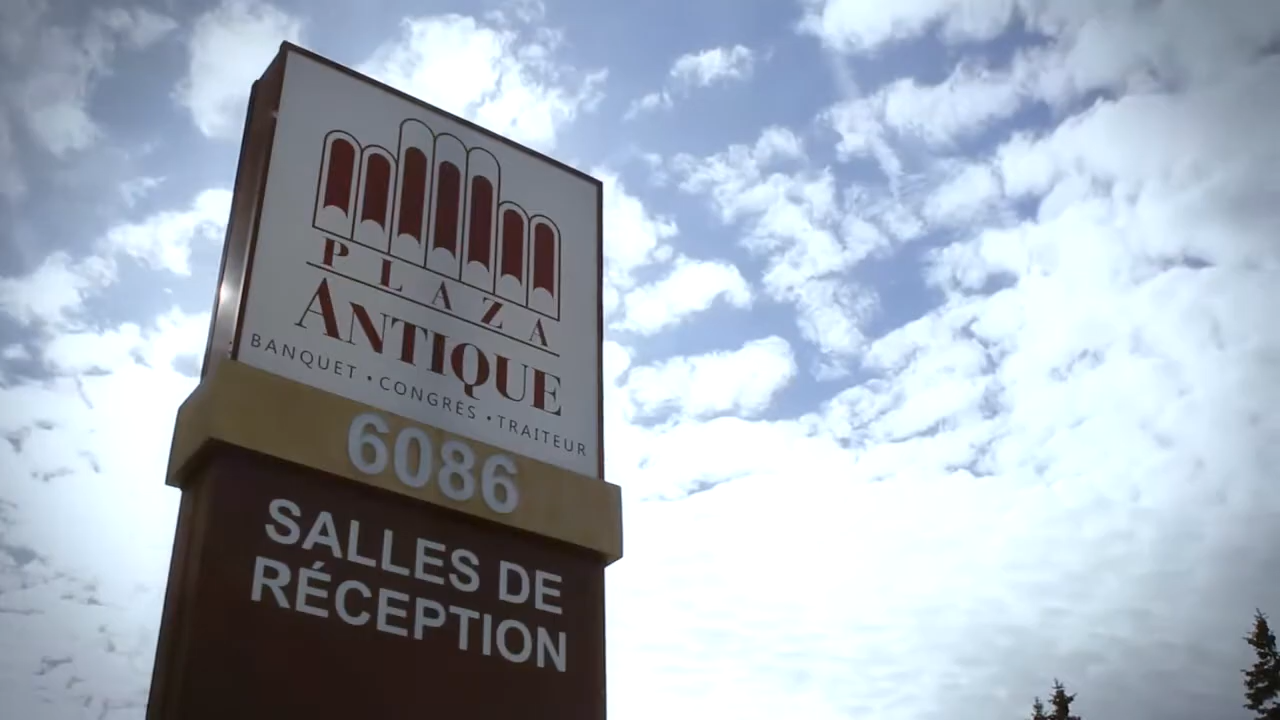 PLAZA
ANTIQUE
BANQUET • CONGRÈS • TRAITEUR
6086
SALLES DE
RÉCEPTION